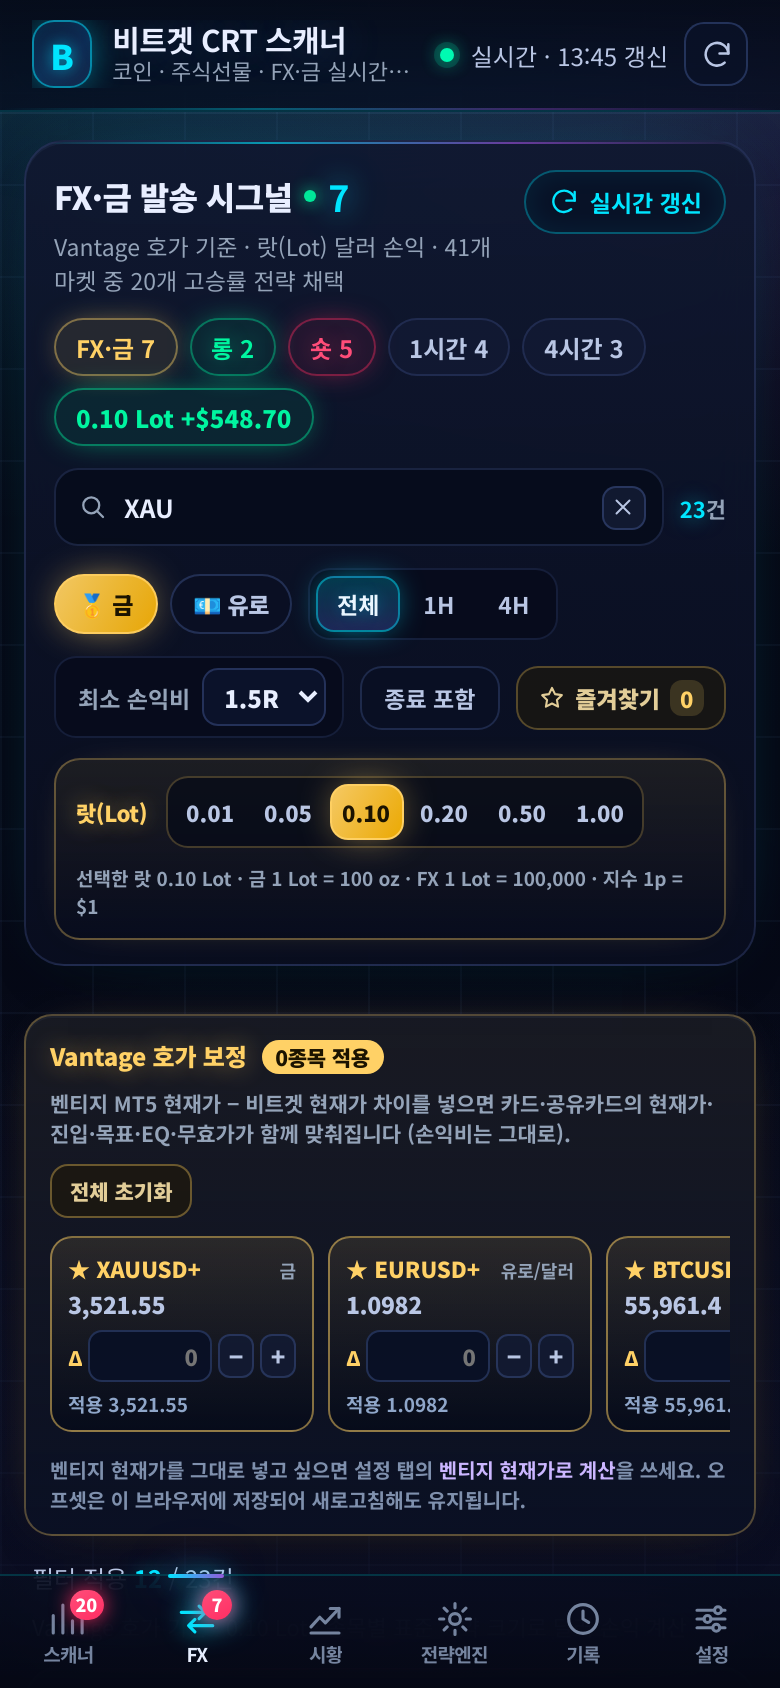 B
비트겟 CRT 스캐너
코인 · 주식선물 · FX·금 실시간…
실시간 · 13:45 갱신
FX·금 발송 시그널 • 7
실시간 갱신
Vantage 호가 기준 · 랏(Lot) 달러 손익 · 41개
마켓 중 20개 고승률 전략 채택
FX·금 7 롱 2 숏 5 1시간 4 4시간 3
0.10 Lot +$548.70
XAU
23건
🥇 금 💶 유로 전체 1H 4H
최소 손익비 1.5R 종료 포함 즐겨찾기 0
랏(Lot) 0.01 0.05 0.10 0.20 0.50 1.00
선택한 랏 0.10 Lot · 금 1 Lot = 100 oz · FX 1 Lot = 100,000 · 지수 1p =
$1
Vantage 호가 보정 0종목 적용
벤티지 MT5 현재가 − 비트겟 현재가 차이를 넣으면 카드·공유카드의 현재가·
진입·목표·EQ·무효가가 함께 맞춰집니다 (손익비는 그대로).
전체 초기화
★ XAUUSD+ 금
3,521.55
Δ 0 − +
적용 3,521.55
★ EURUSD+ 유로/달러
1.0982
Δ 0 − +
적용 1.0982
★ BTCUS
55,961.4
Δ
적용 55,961.
벤티지 현재가를 그대로 넣고 싶으면 설정 탭의 벤티지 현재가로 계산을 쓰세요. 오
프셋은 이 브라우저에 저장되어 새로고침해도 유지됩니다.
필터 적용 12 / 23건
20
스캐너
7
FX
시황
전략엔진
기록
설정